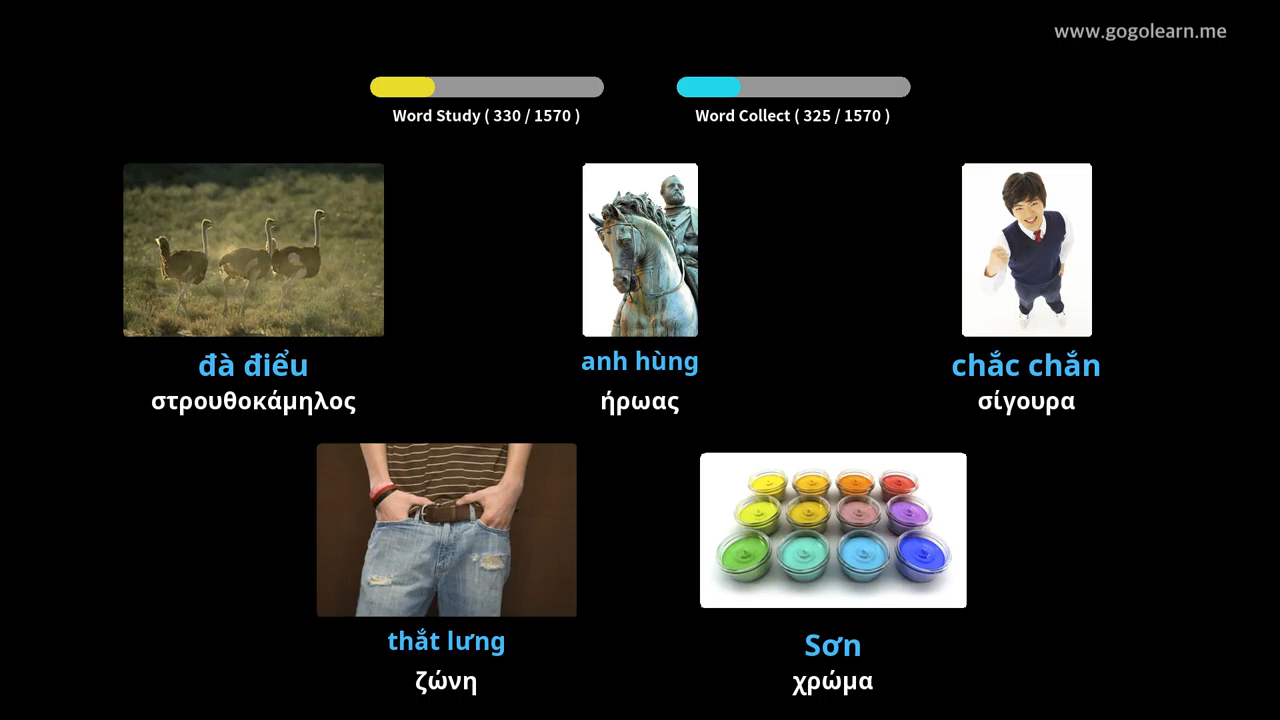 www.gogolearn.me
Word Study ( 330 / 1570 )
Word Collect ( 325 / 1570 )
đà điểu
στρουθοκάμηλος
anh hùng
ήρωας
chắc chắn
σίγουρα
thắt lưng
ζώνη
Sơn
χρώμα